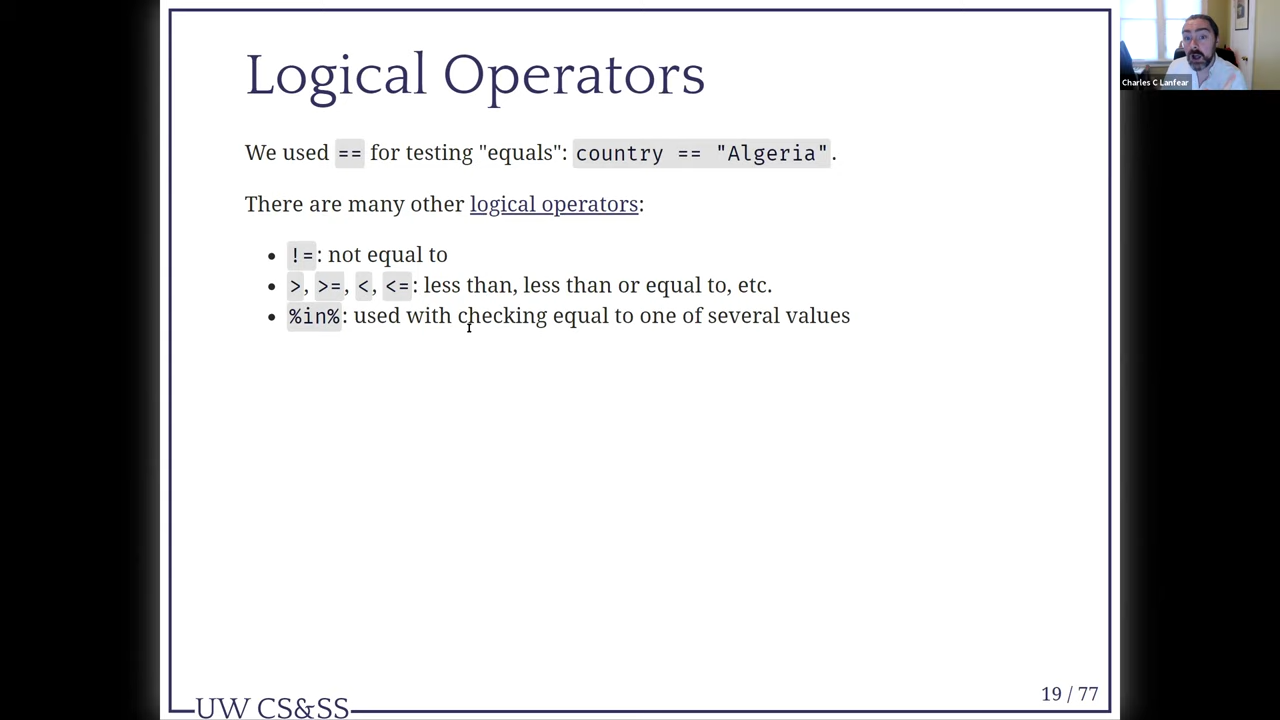 Logical Operators
Charles C Lanfear
We used == for testing "equals": country == "Algeria".
There are many other logical operators:
• !=: not equal to
• >, >=, <, <=: less than, less than or equal to, etc.
• %in%: used with checking equal to one of several values
19 / 77
UW CS&SS